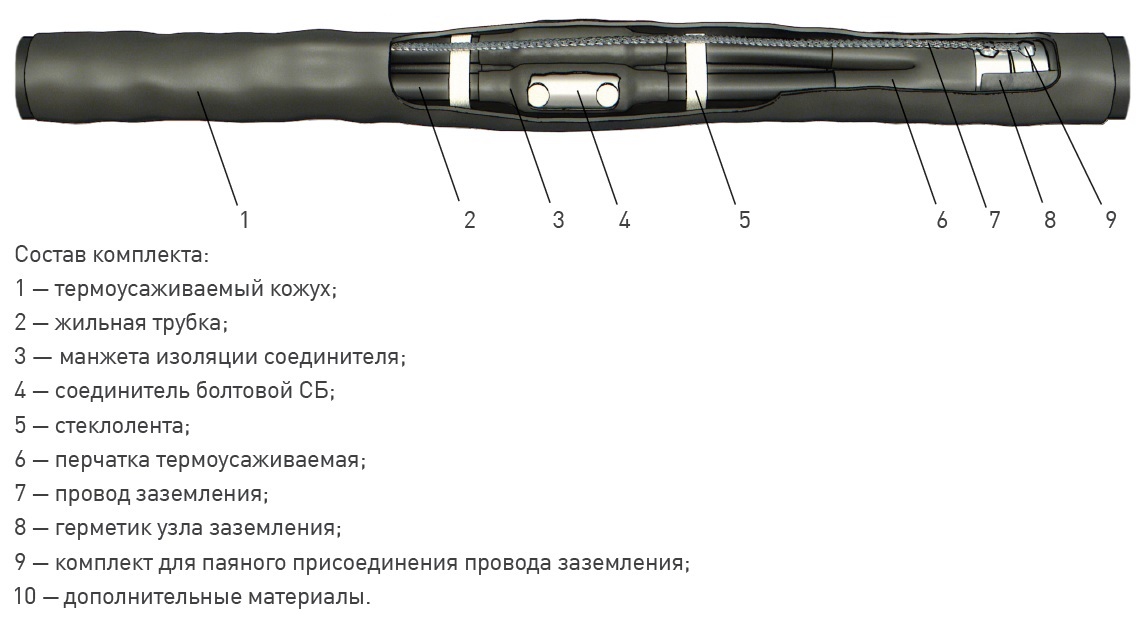 1 2 3 4 5 6 7 8 9
Состав комплекта:
1 — термоусаживаемый кожух;
2 — жильная трубка;
3 — манжета изоляции соединителя;
4 — соединитель болтовой СБ;
5 — стеклолента;
6 — перчатка термоусаживаемая;
7 — провод заземления;
8 — герметик узла заземления;
9 — комплект для паяного присоединения провода заземления;
10 — дополнительные материалы.